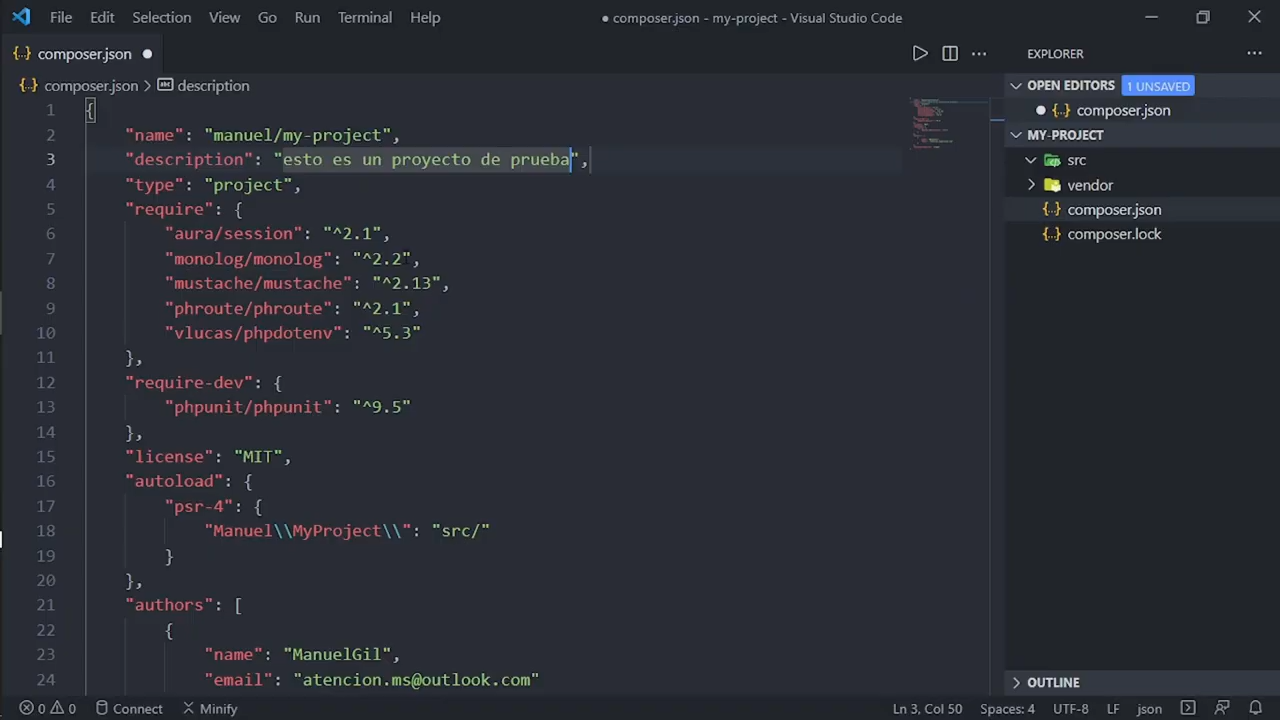 File Edit Selection View Go Run Terminal Help
● composer.json - my-project - Visual Studio Code
{..} composer.json ●
{..} composer.json > description
1 {
2 "name": "manuel/my-project",
3 "description": "esto es un proyecto de prueba",
4 "type": "project",
5 "require": {
6 "aura/session": "^2.1",
7 "monolog/monolog": "^2.2",
8 "mustache/mustache": "^2.13",
9 "phroute/phroute": "^2.1",
10 "vlucas/phpdotenv": "^5.3"
11 },
12 "require-dev": {
13 "phpunit/phpunit": "^9.5"
14 },
15 "license": "MIT",
16 "autoload": {
17 "psr-4": {
18 "Manuel\\MyProject\\": "src/"
19 }
20 },
21 "authors": [
22 {
23 "name": "ManuelGil",
24 "email": "atencion.ms@outlook.com"
EXPLORER
OPEN EDITORS 1 UNSAVED
● {..} composer.json
MY-PROJECT
src
vendor
{..} composer.json
{..} composer.lock
OUTLINE
0 0 Connect Minify
Ln 3, Col 50 Spaces: 4 UTF-8 LF json